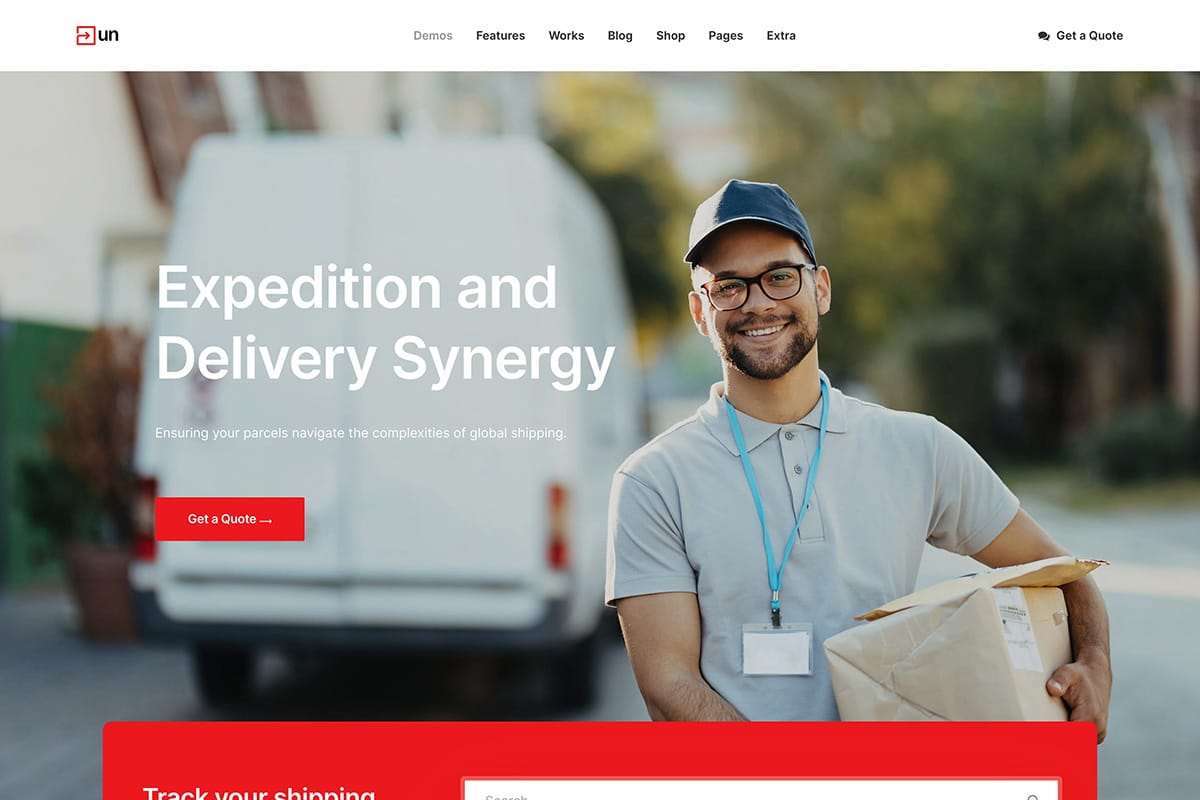 un
Demos Features Works Blog Shop Pages Extra
Get a Quote
Expedition and
Delivery Synergy
Ensuring your parcels navigate the complexities of global shipping.
Get a Quote →
Track your shipping
Search